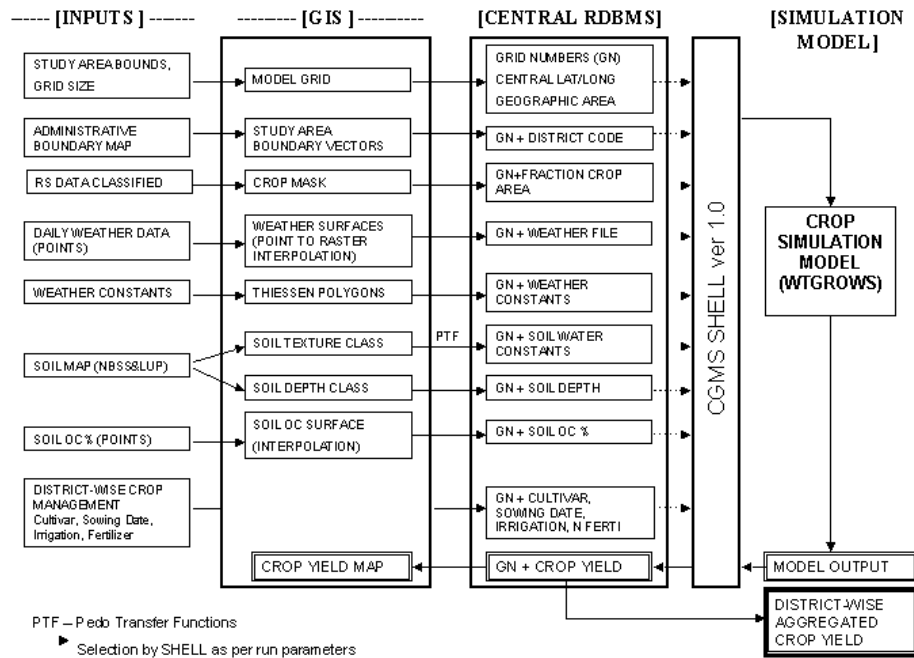 ------ [INPUTS] ------
------- [GIS] -------
[CENTRAL RDBMS]
[SIMULATION
MODEL]
STUDY AREA BOUNDS,
GRID SIZE
MODEL GRID
GRID NUMBERS (GN)
CENTRAL LAT/LONG
GEOGRAPHIC AREA
ADMINISTRATIVE
BOUNDARY MAP
STUDY AREA
BOUNDARY VECTORS
GN + DISTRICT CODE
RS DATA CLASSIFIED
CROP MASK
GN+FRACTION CROP
AREA
DAILY WEATHER DATA
(POINTS)
WEATHER SURFACES
(POINT TO RASTER
INTERPOLATION)
GN + WEATHER FILE
WEATHER CONSTANTS
THIESSEN POLYGONS
GN + WEATHER
CONSTANTS
SOIL MAP (NBSS&LUP)
SOIL TEXTURE CLASS
PTF
GN + SOIL WATER
CONSTANTS
SOIL DEPTH CLASS
GN + SOIL DEPTH
SOIL OC % (POINTS)
SOIL OC SURFACE
(INTERPOLATION)
GN + SOIL OC %
DISTRICT-WISE CROP
MANAGEMENT
Cultivar, Sowing Date,
Irrigation, Fertilizer
GN + CULTIVAR,
SOWING DATE,
IRRIGATION, N FERTI
CGMS SHELL ver 1.0
CROP
SIMULATION
MODEL
(WTGROWS)
CROP YIELD MAP
GN + CROP YIELD
MODEL OUTPUT
DISTRICT-WISE
AGGREGATED
CROP YIELD
PTF – Pedo Transfer Functions
Selection by SHELL as per run parameters